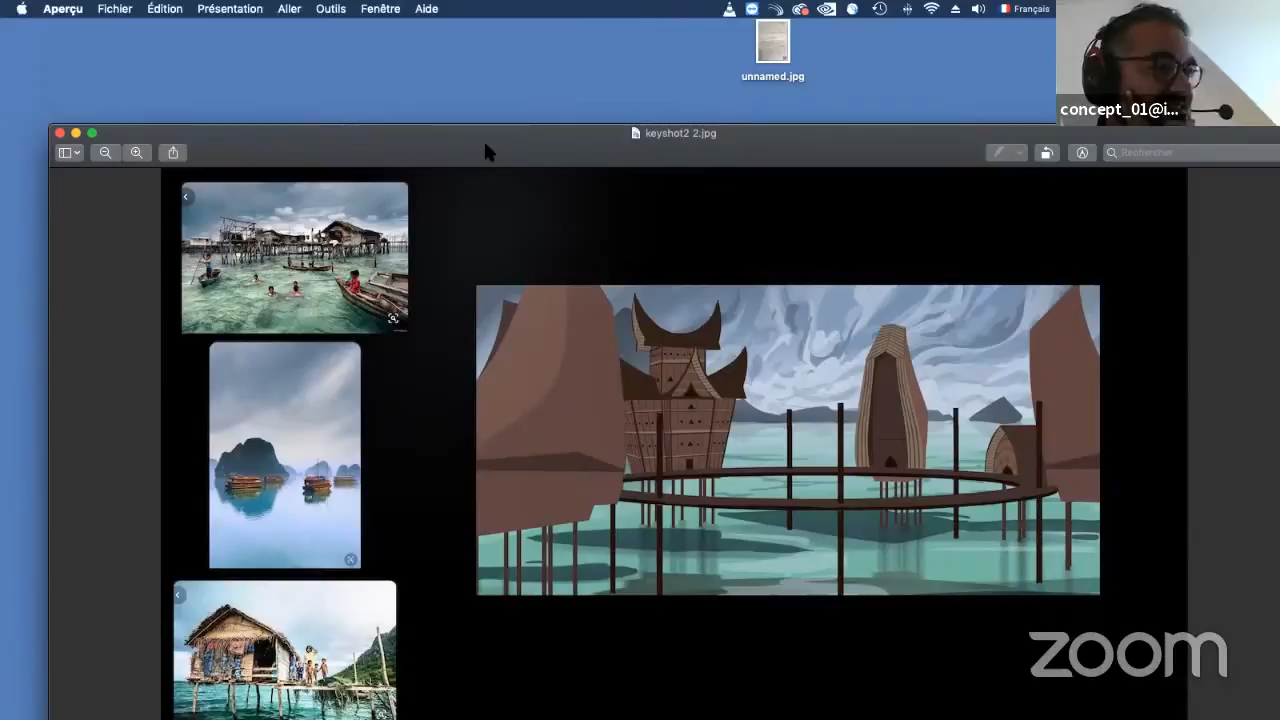 Aperçu Fichier Édition Présentation Aller Outils Fenêtre Aide Français
unnamed.jpg
concept_01@i...
keyshot2 2.jpg
Rechercher
zoom